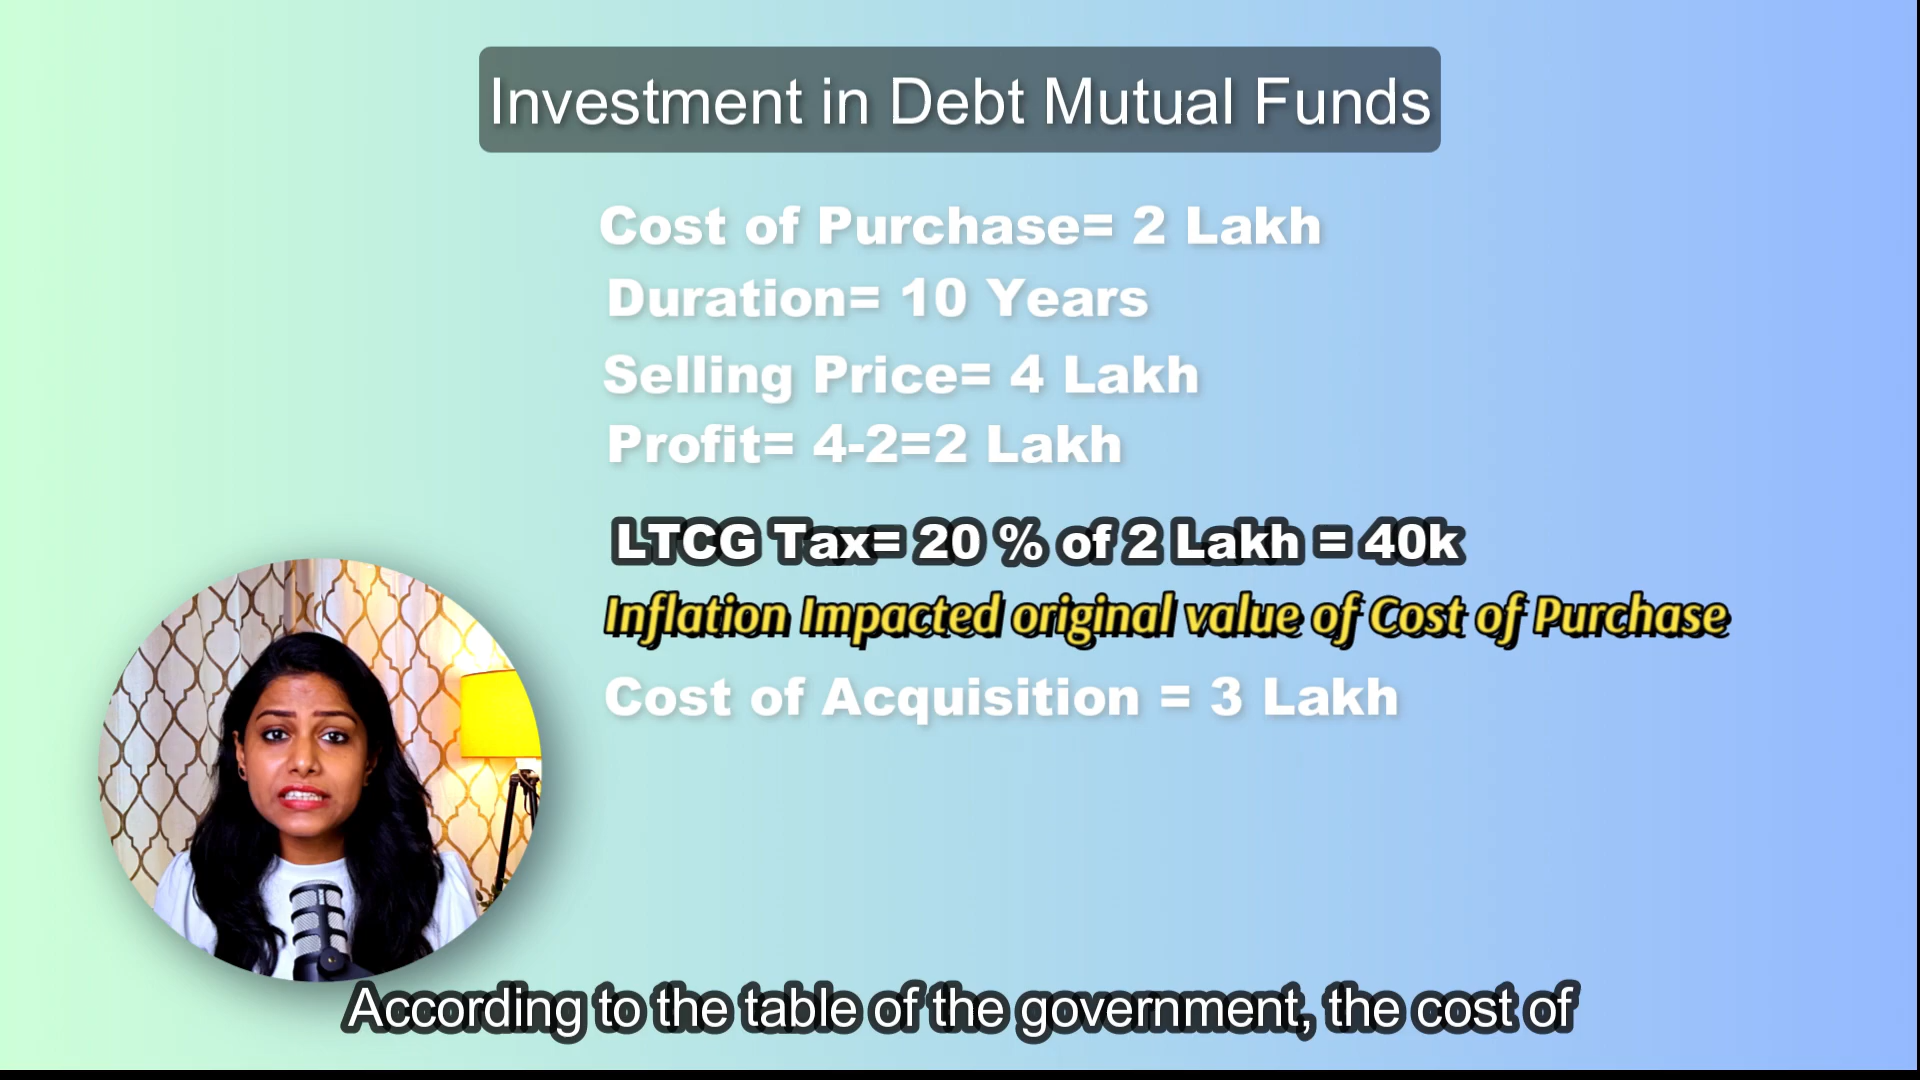 Investment in Debt Mutual Funds
Cost of Purchase= 2 Lakh
Duration= 10 Years
Selling Price= 4 Lakh
Profit= 4-2=2 Lakh
LTCG Tax= 20 % of 2 Lakh = 40k
Inflation Impacted original value of Cost of Purchase
Cost of Acquisition = 3 Lakh
According to the table of the government, the cost of